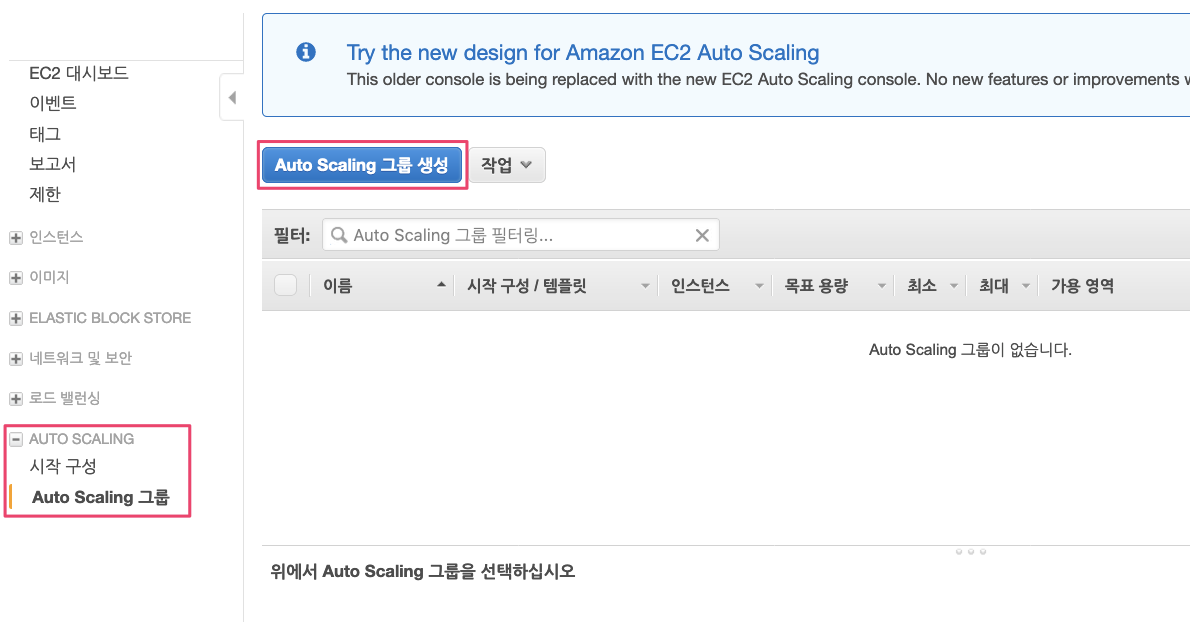 EC2 대시보드
이벤트
태그
보고서
제한
인스턴스
이미지
ELASTIC BLOCK STORE
네트워크 및 보안
로드 밸런싱
AUTO SCALING
시작 구성
Auto Scaling 그룹
Try the new design for Amazon EC2 Auto Scaling
This older console is being replaced with the new EC2 Auto Scaling console. No new features or improvements
Auto Scaling 그룹 생성 작업
필터: Auto Scaling 그룹 필터링...
이름 시작 구성 / 템플릿 인스턴스 목표 용량 최소 최대 가용 영역
Auto Scaling 그룹이 없습니다.
위에서 Auto Scaling 그룹을 선택하십시오